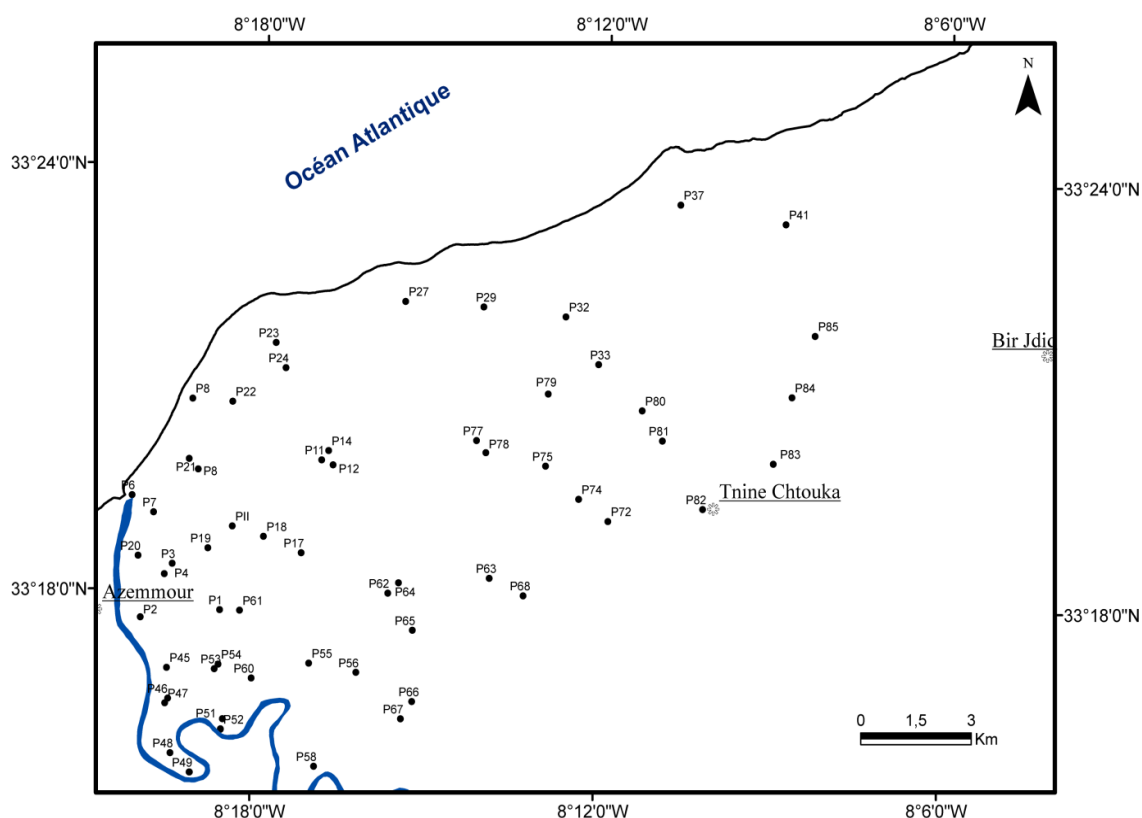 8°18'0"W 8°12'0"W 8°6'0"W
N
Océan Atlantique
33°24'0"N
33°24'0"N
P37
P41
P27
P29
P32
P23
P85
Bir Jdid
P24
P33
P79
P8
P22
P84
P80
P77
P81
P14
P11
P78
P12
P75
P21
P8
P83
P6
P74
Tnine Chtouka
P7
P82
P72
PII
P18
P19
P17
P20
P3
P4
P63
P62
P64
33°18'0"N
P68
Azemmour
P2
P1
P61
33°18'0"N
P65
P45
P54
P53
P55
P56
P60
P46
P47
P66
P51
P52
P67
0 1,5 3
Km
P48
P49
P58
8°18'0"W 8°12'0"W 8°6'0"W